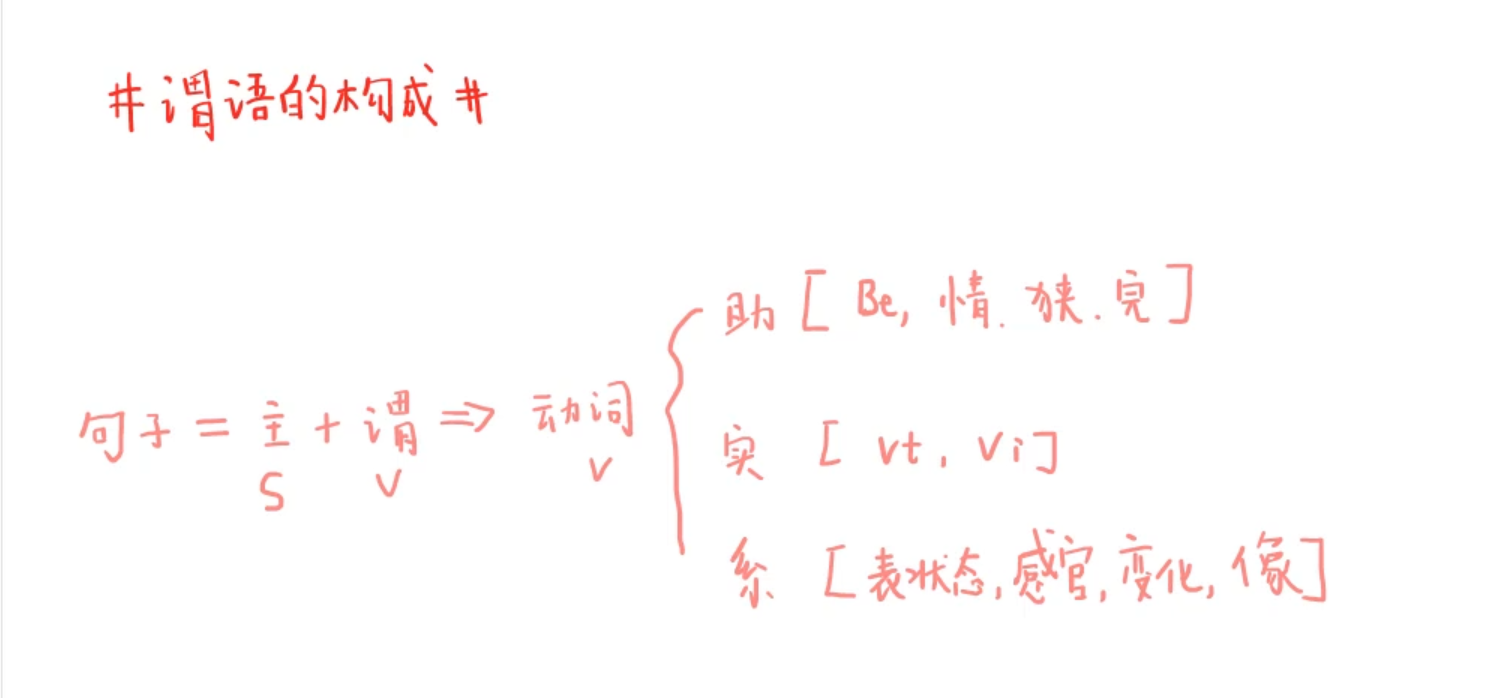 #谓语的构成#
助 [ Be, 情. 狭. 完 ]
句子 = 主 + 谓 => 动词
S V V
实 [ vt, vi ]
系 [ 表状态, 感官, 变化, 像 ]